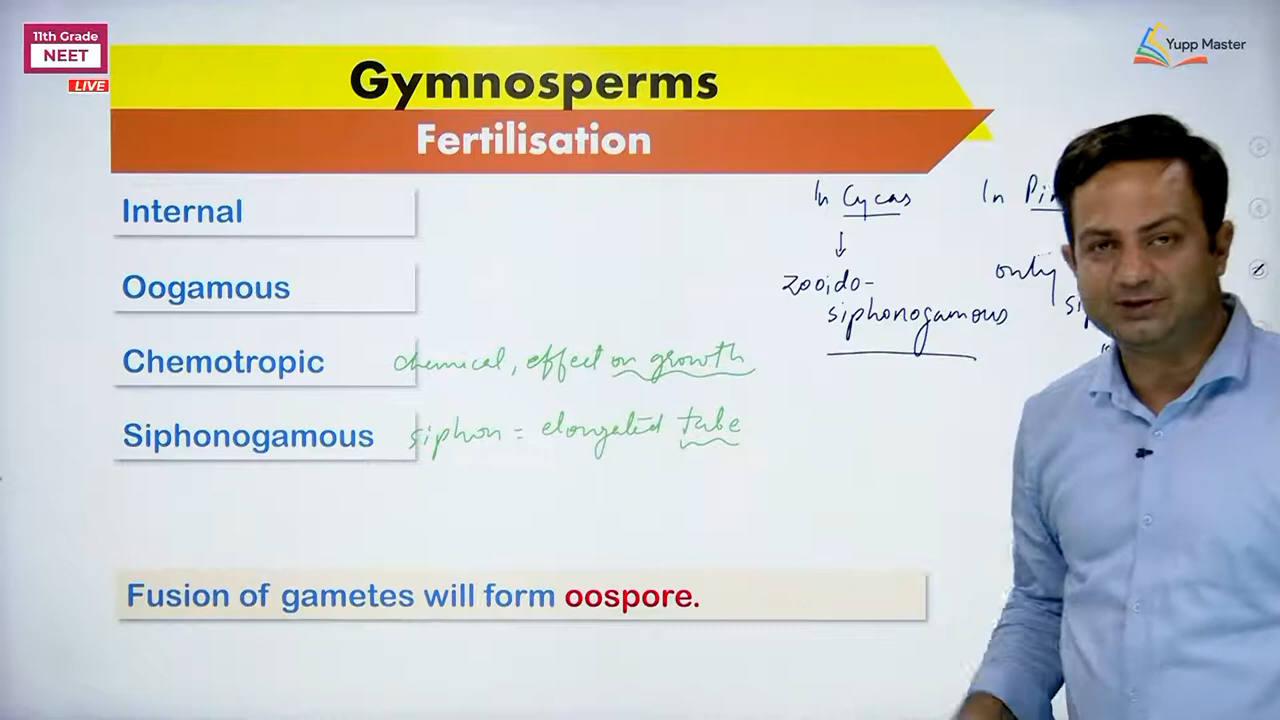 11th Grade
NEET
LIVE
Yupp Master
Gymnosperms
Fertilisation
Internal
Oogamous
Chemotropic chemical, effect on growth
Siphonogamous siphon = elongated tube
In Cycas
↓
zooido-
siphonogamous
In
only
Fusion of gametes will form oospore.